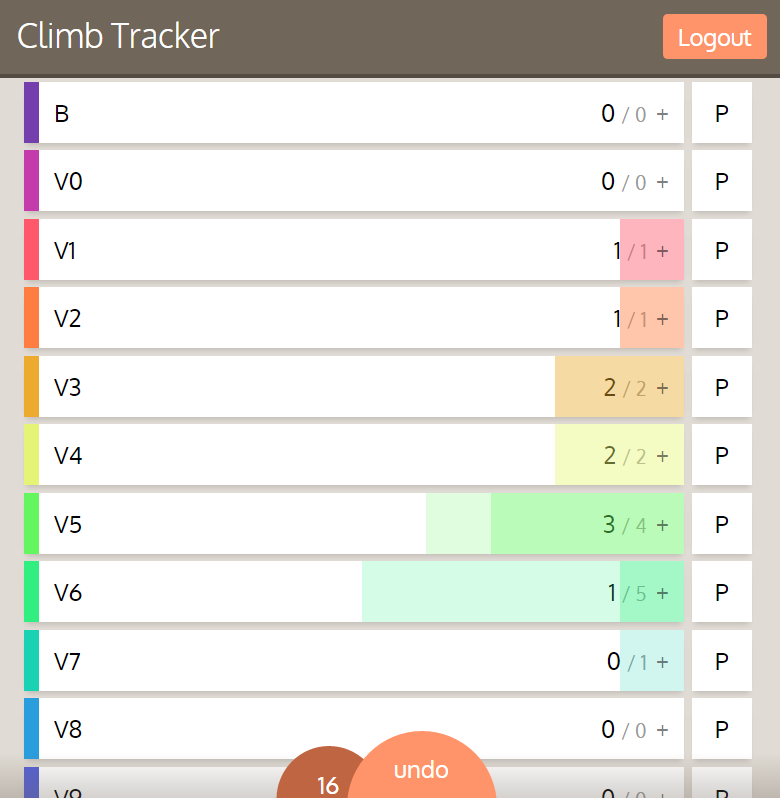 Climb Tracker Logout
B 0 / 0 + P
V0 0 / 0 + P
V1 1 / 1 + P
V2 1 / 1 + P
V3 2 / 2 + P
V4 2 / 2 + P
V5 3 / 4 + P
V6 1 / 5 + P
V7 0 / 1 + P
V8 0 / 0 + P
undo
16
V9 0 / 0 + P